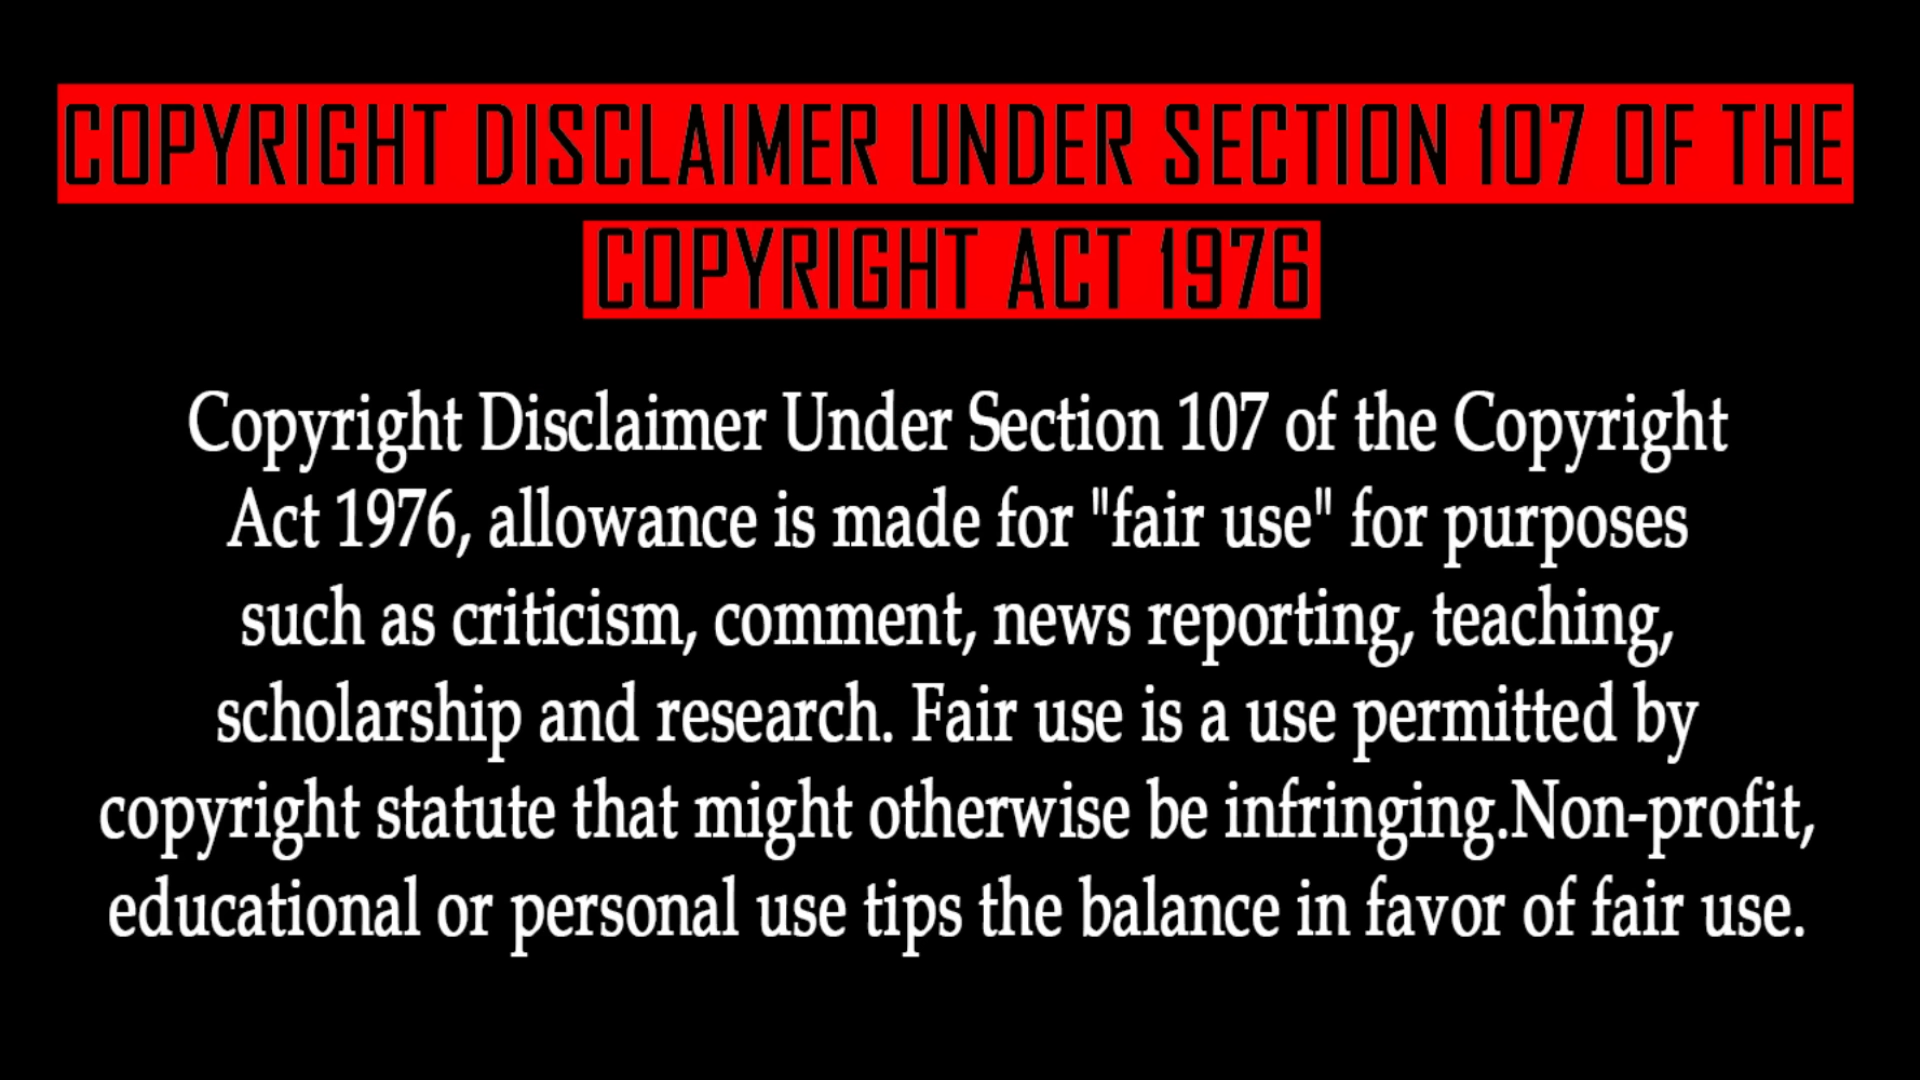 COPYRIGHT DISCLAIMER UNDER SECTION 107 OF THE
COPYRIGHT ACT 1976
Copyright Disclaimer Under Section 107 of the Copyright
Act 1976, allowance is made for "fair use" for purposes
such as criticism, comment, news reporting, teaching,
scholarship and research. Fair use is a use permitted by
copyright statute that might otherwise be infringing.Non-profit,
educational or personal use tips the balance in favor of fair use.